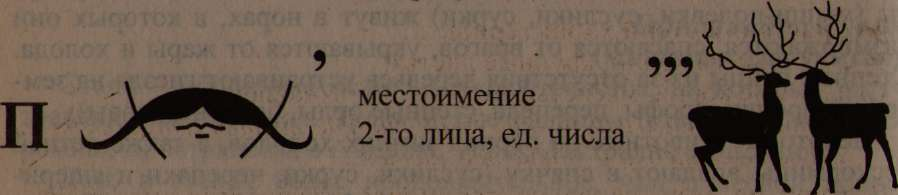 П ’ местоимение ’’’
2-го лица, ед. числа